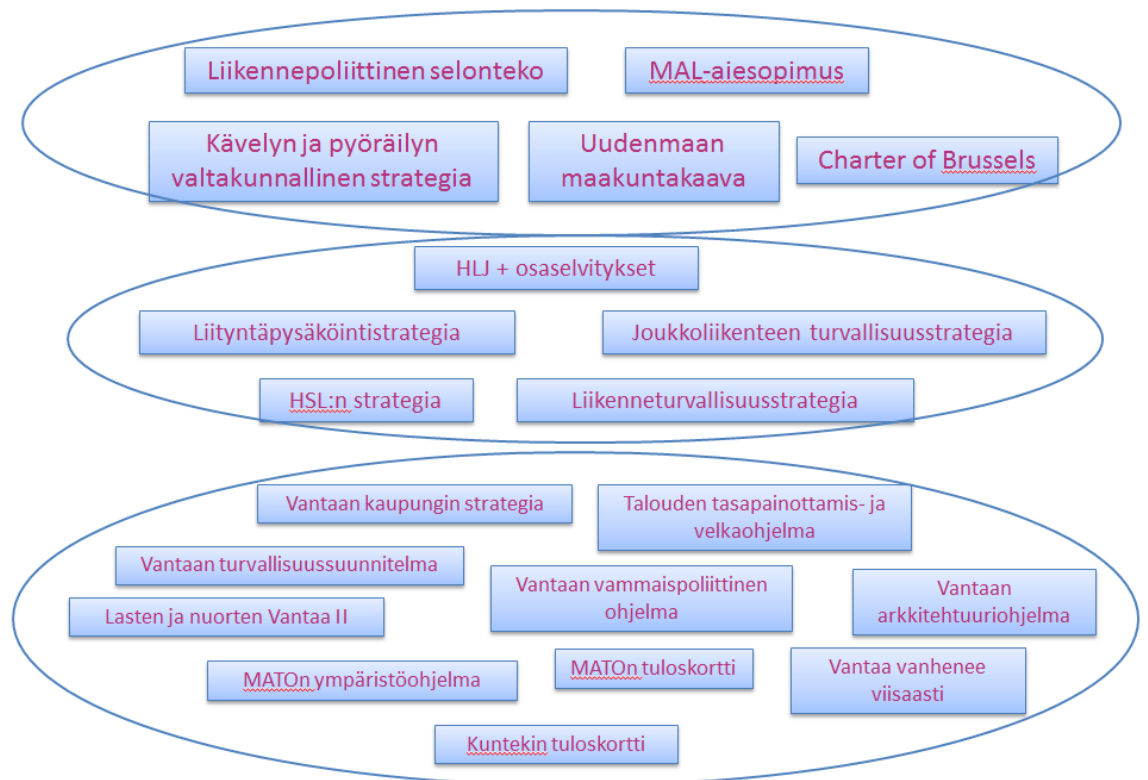 Liikennepoliittinen selonteko
MAL-aiesopimus
Kävelyn ja pyöräilyn
valtakunnallinen strategia
Uudenmaan
maakuntakaava
Charter of Brussels
HLJ + osaselvitykset
Liityntäpysäköintistrategia
Joukkoliikenteen turvallisuusstrategia
HSL:n strategia
Liikenneturvallisuusstrategia
Vantaan kaupungin strategia
Talouden tasapainottamis- ja
velkaohjelma
Vantaan turvallisuussuunnitelma
Vantaan vammaispoliittinen
ohjelma
Vantaan
arkkitehtuuriohjelma
Lasten ja nuorten Vantaa II
MATOn ympäristöohjelma
MATOn tuloskortti
Vantaa vanhenee
viisaasti
Kuntekin tuloskortti